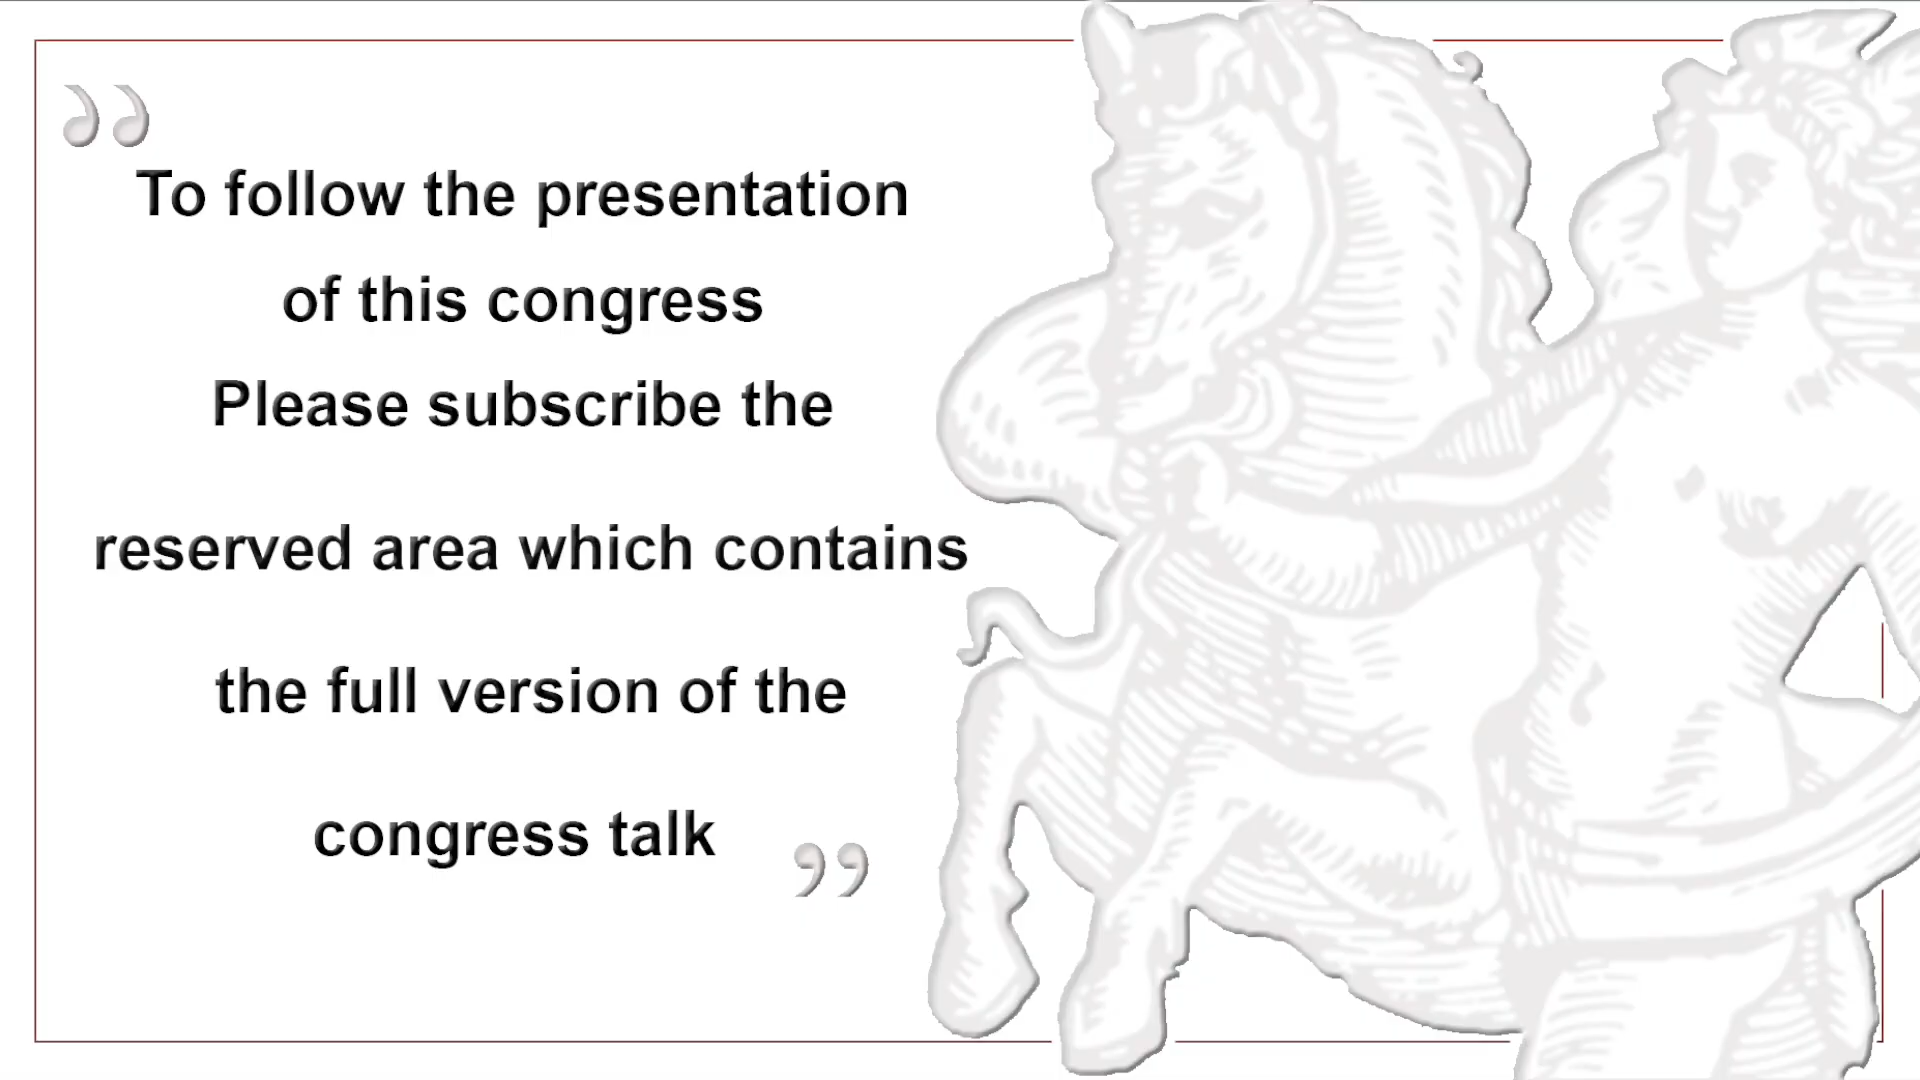 To follow the presentation
of this congress
Please subscribe the
reserved area which contains
the full version of the
congress talk